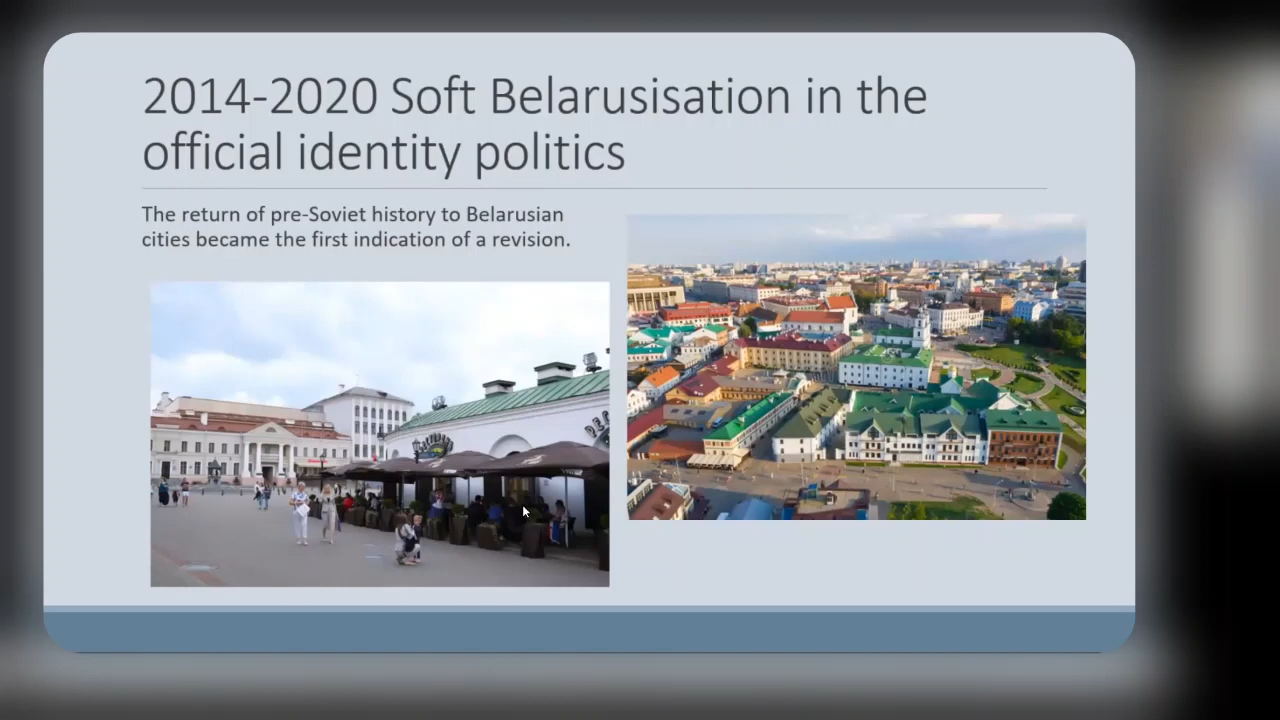 2014-2020 Soft Belarusisation in the
official identity politics
The return of pre-Soviet history to Belarusian
cities became the first indication of a revision.